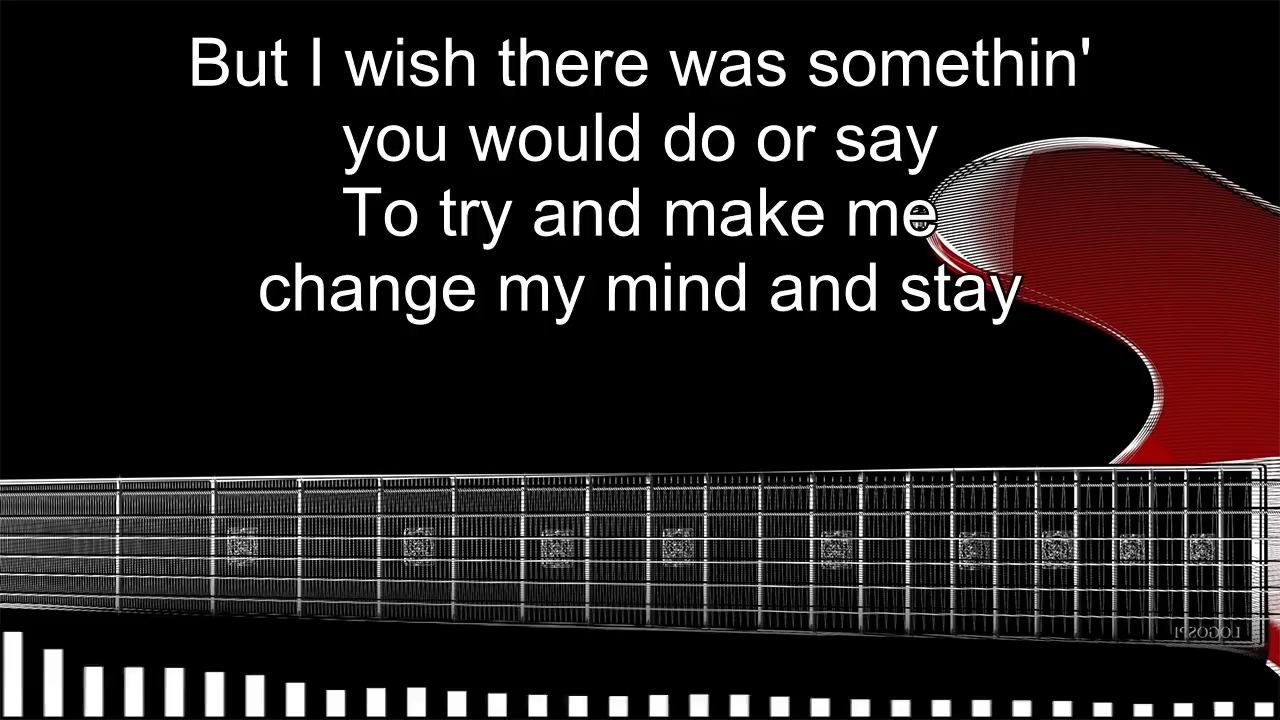 But I wish there was somethin'
you would do or say
To try and make me
change my mind and stay
LOGOSPI